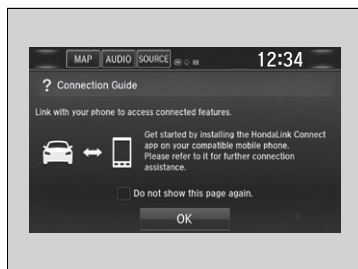 MAP AUDIO SOURCE 12:34
? Connection Guide
Link with your phone to access connected features.
Get started by installing the HondaLink Connect
app on your compatible mobile phone.
Please refer to it for further connection
assistance.
Do not show this page again.
OK